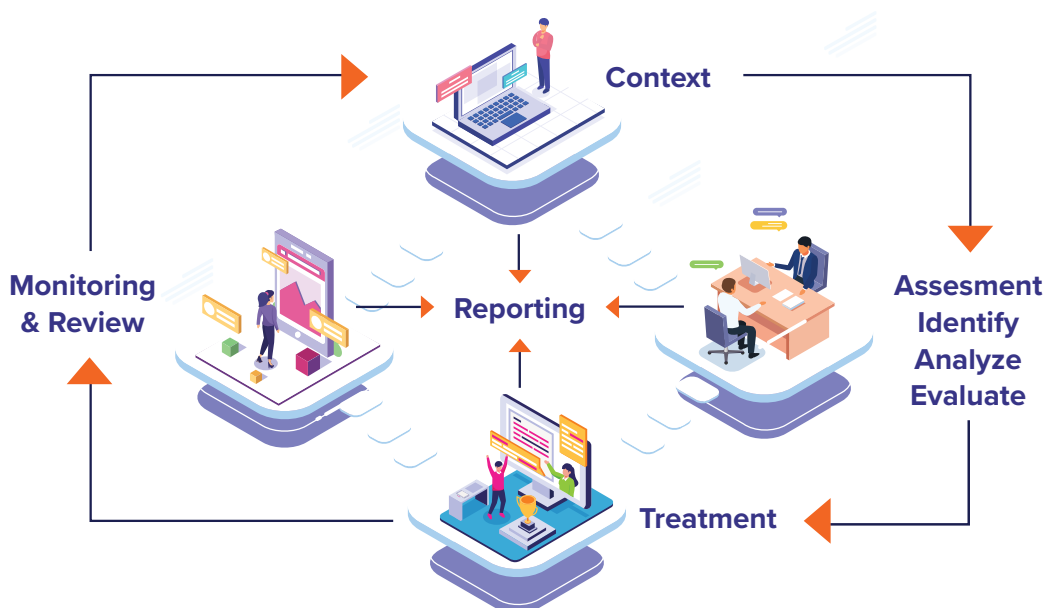 Context
Monitoring
& Review
Reporting
Assesment
Identify
Analyze
Evaluate
Treatment